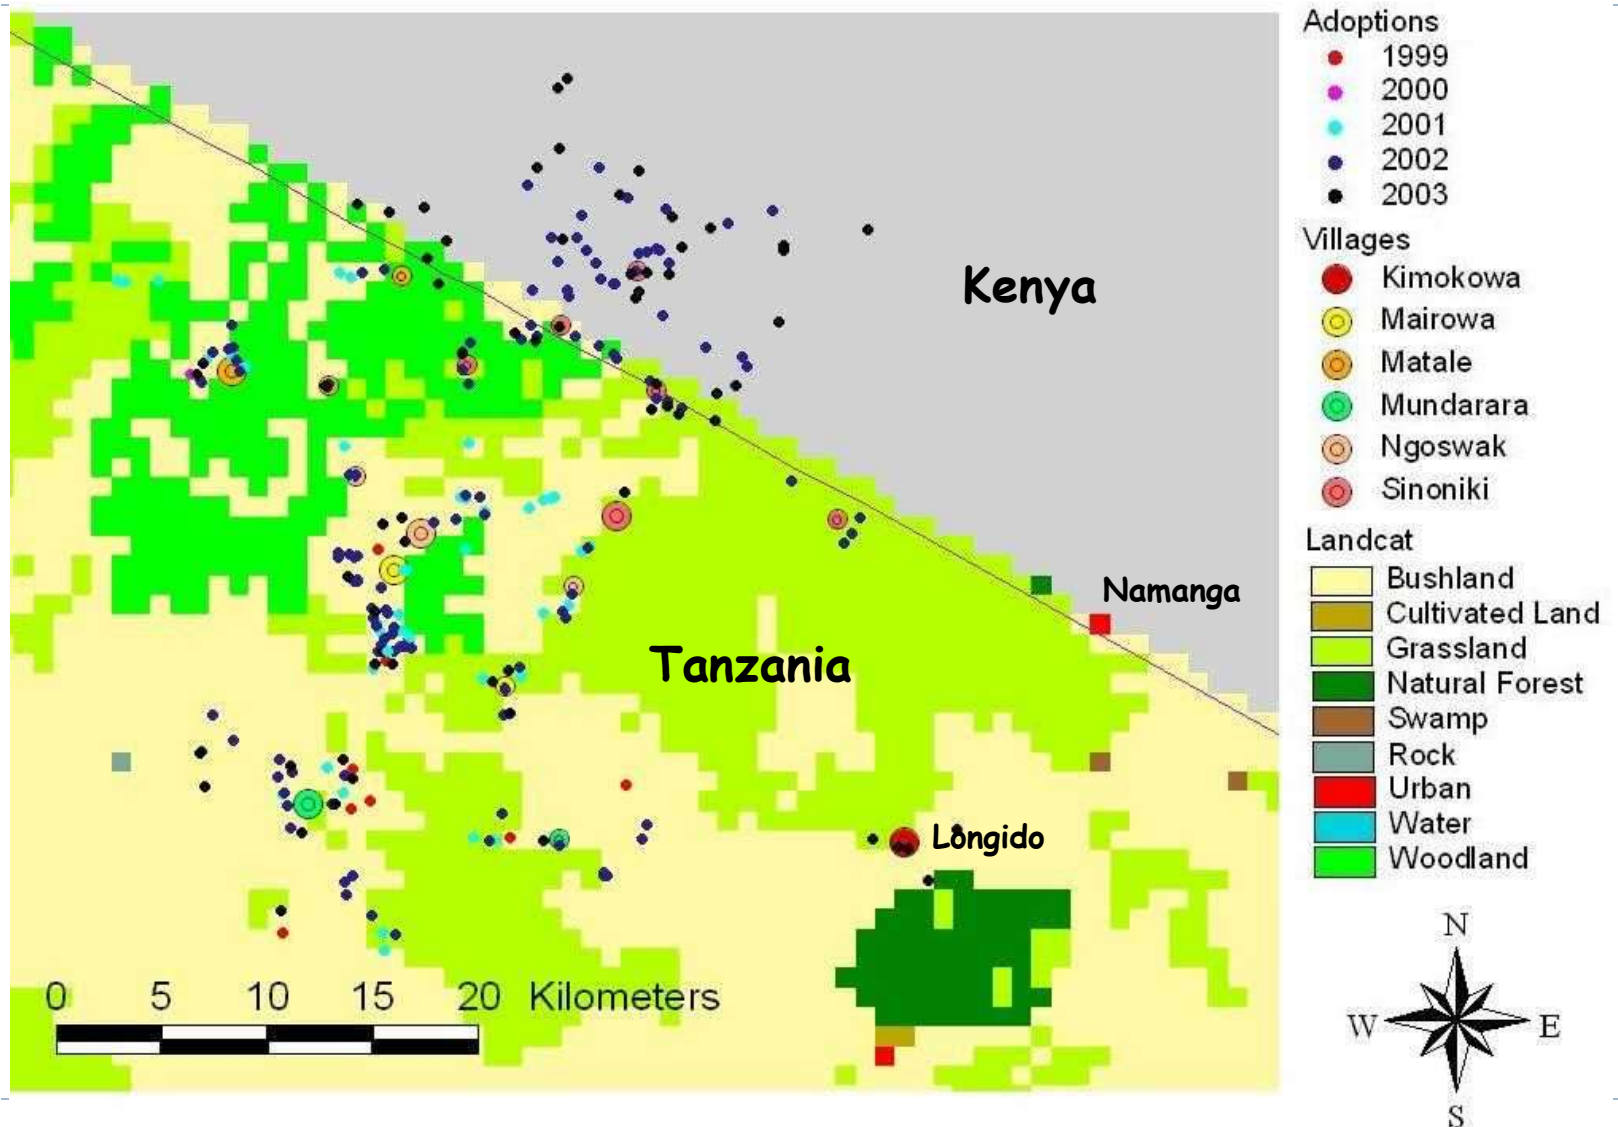 Kenya
Namanga
Tanzania
Longido
0 5 10 15 20 Kilometers
Adoptions
1999
2000
2001
2002
2003
Villages
Kimokowa
Mairowa
Matale
Mundarara
Ngoswak
Sinoniki
Landcat
Bushland
Cultivated Land
Grassland
Natural Forest
Swamp
Rock
Urban
Water
Woodland
N
W E
S